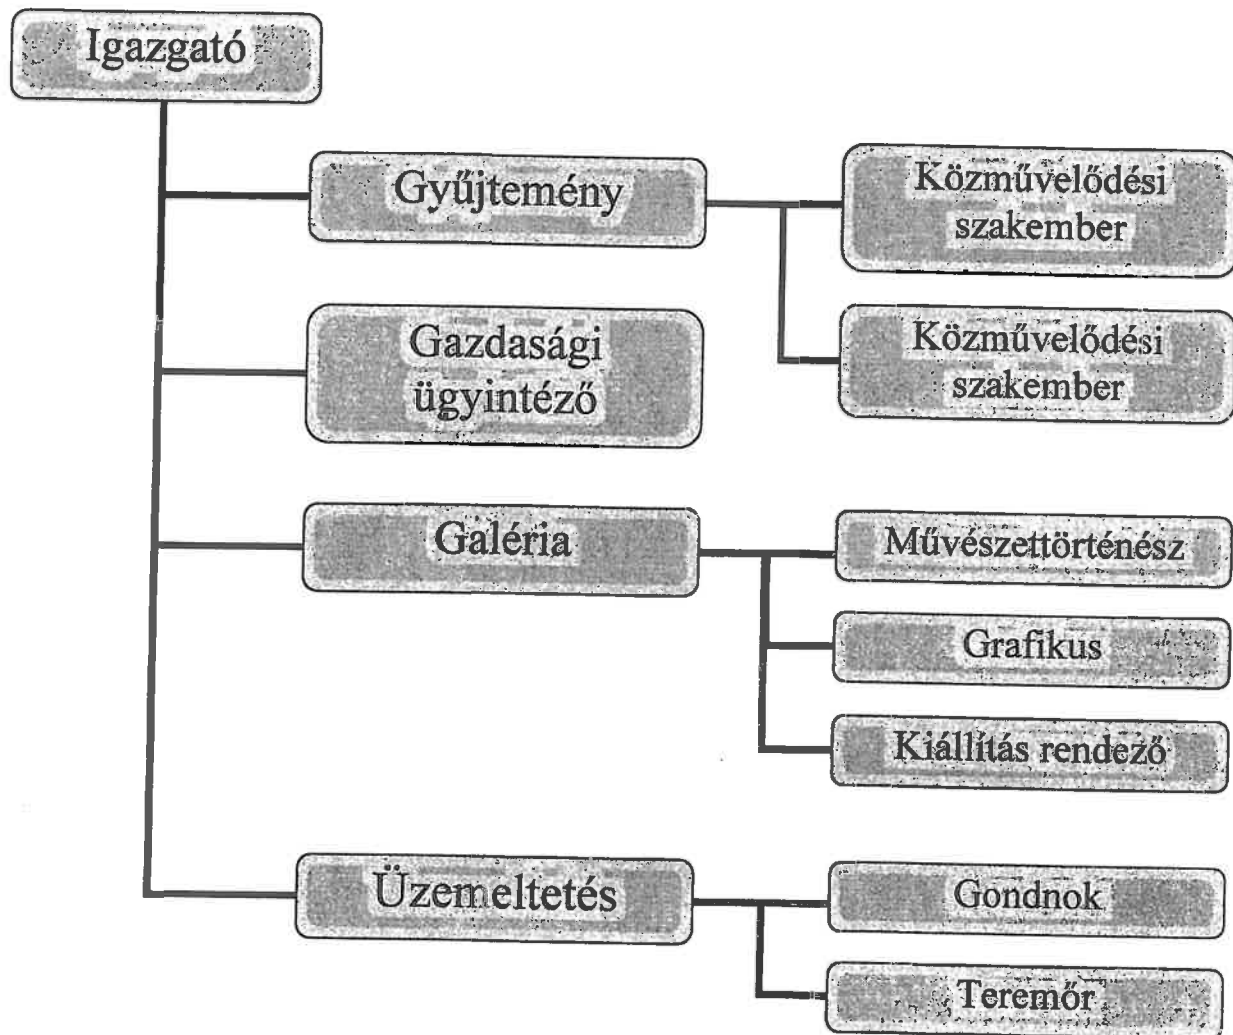 Igazgató
Gyűjtemény
Közművelődési
szakember
Közművelődési
szakember
Gazdasági
ügyintéző
Galéria
Művészettörténész
Grafikus
Kiállítás rendező
Üzemeltetés
Gondnok
Teremőr